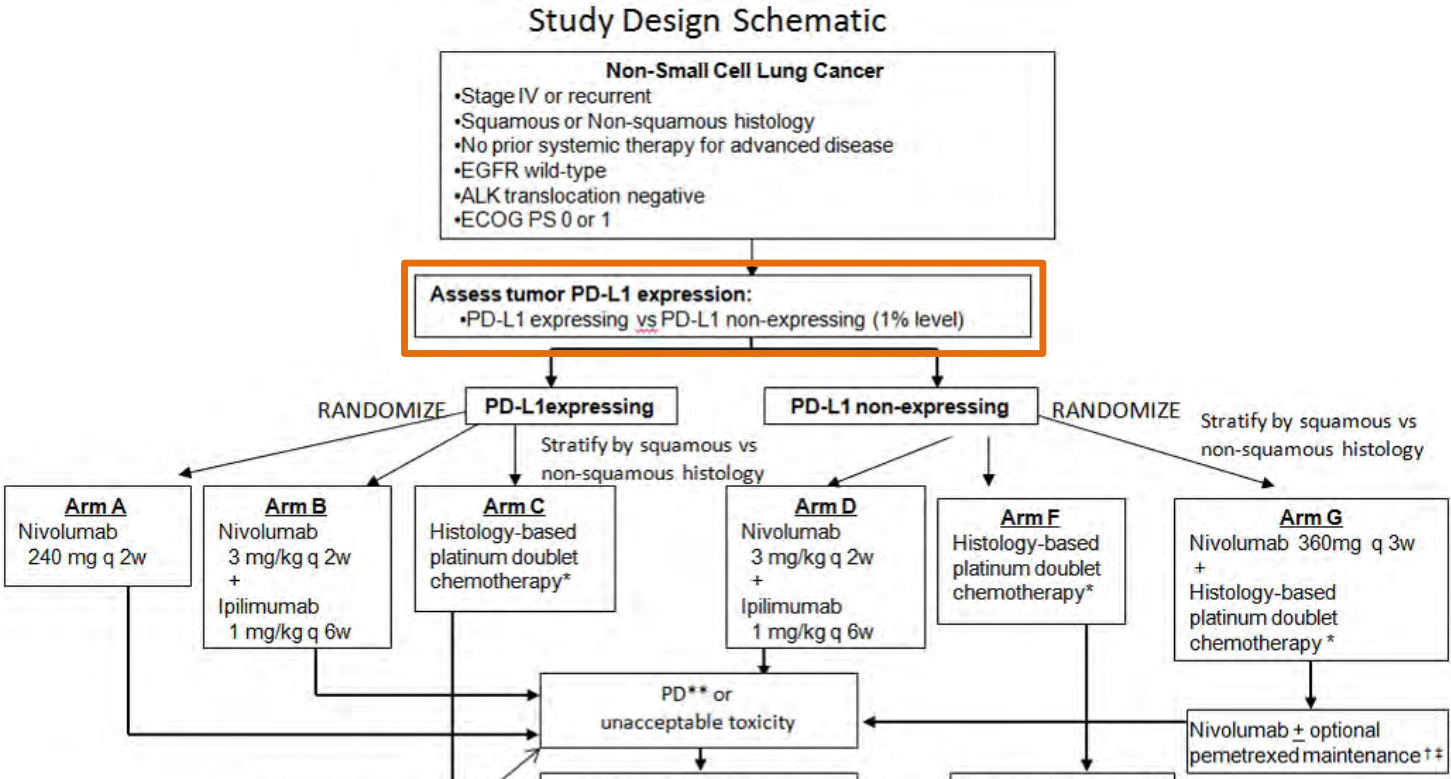 Study Design Schematic
Non-Small Cell Lung Cancer
•Stage IV or recurrent
•Squamous or Non-squamous histology
•No prior systemic therapy for advanced disease
•EGFR wild-type
•ALK translocation negative
•ECOG PS 0 or 1
Assess tumor PD-L1 expression:
•PD-L1 expressing vs PD-L1 non-expressing (1% level)
RANDOMIZE
PD-L1expressing
PD-L1 non-expressing
RANDOMIZE
Stratify by squamous vs
non-squamous histology
Stratify by squamous vs
non-squamous histology
Arm A
Nivolumab
240 mg q 2w
Arm B
Nivolumab
3 mg/kg q 2w
+
Ipilimumab
1 mg/kg q 6w
Arm C
Histology-based
platinum doublet
chemotherapy*
Arm D
Nivolumab
3 mg/kg q 2w
+
Ipilimumab
1 mg/kg q 6w
Arm F
Histology-based
platinum doublet
chemotherapy*
Arm G
Nivolumab 360mg q 3w
+
Histology-based
platinum doublet
chemotherapy *
PD** or
unacceptable toxicity
Nivolumab ± optional
pemetrexed maintenance†‡